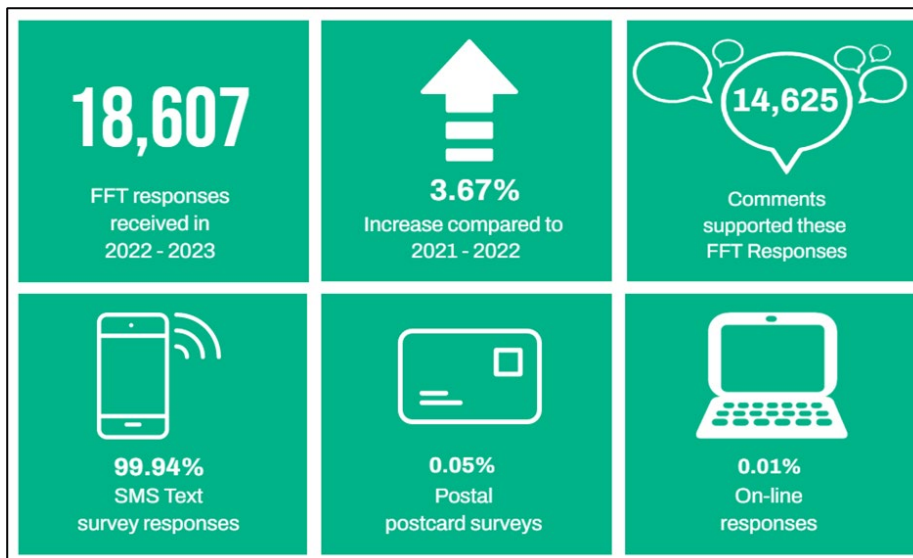 18,607
FFT responses
received in
2022 - 2023
3.67%
Increase compared to
2021 - 2022
14,625
Comments
supported these
FFT Responses
99.94%
SMS Text
survey responses
0.05%
Postal
postcard surveys
0.01%
On-line
responses